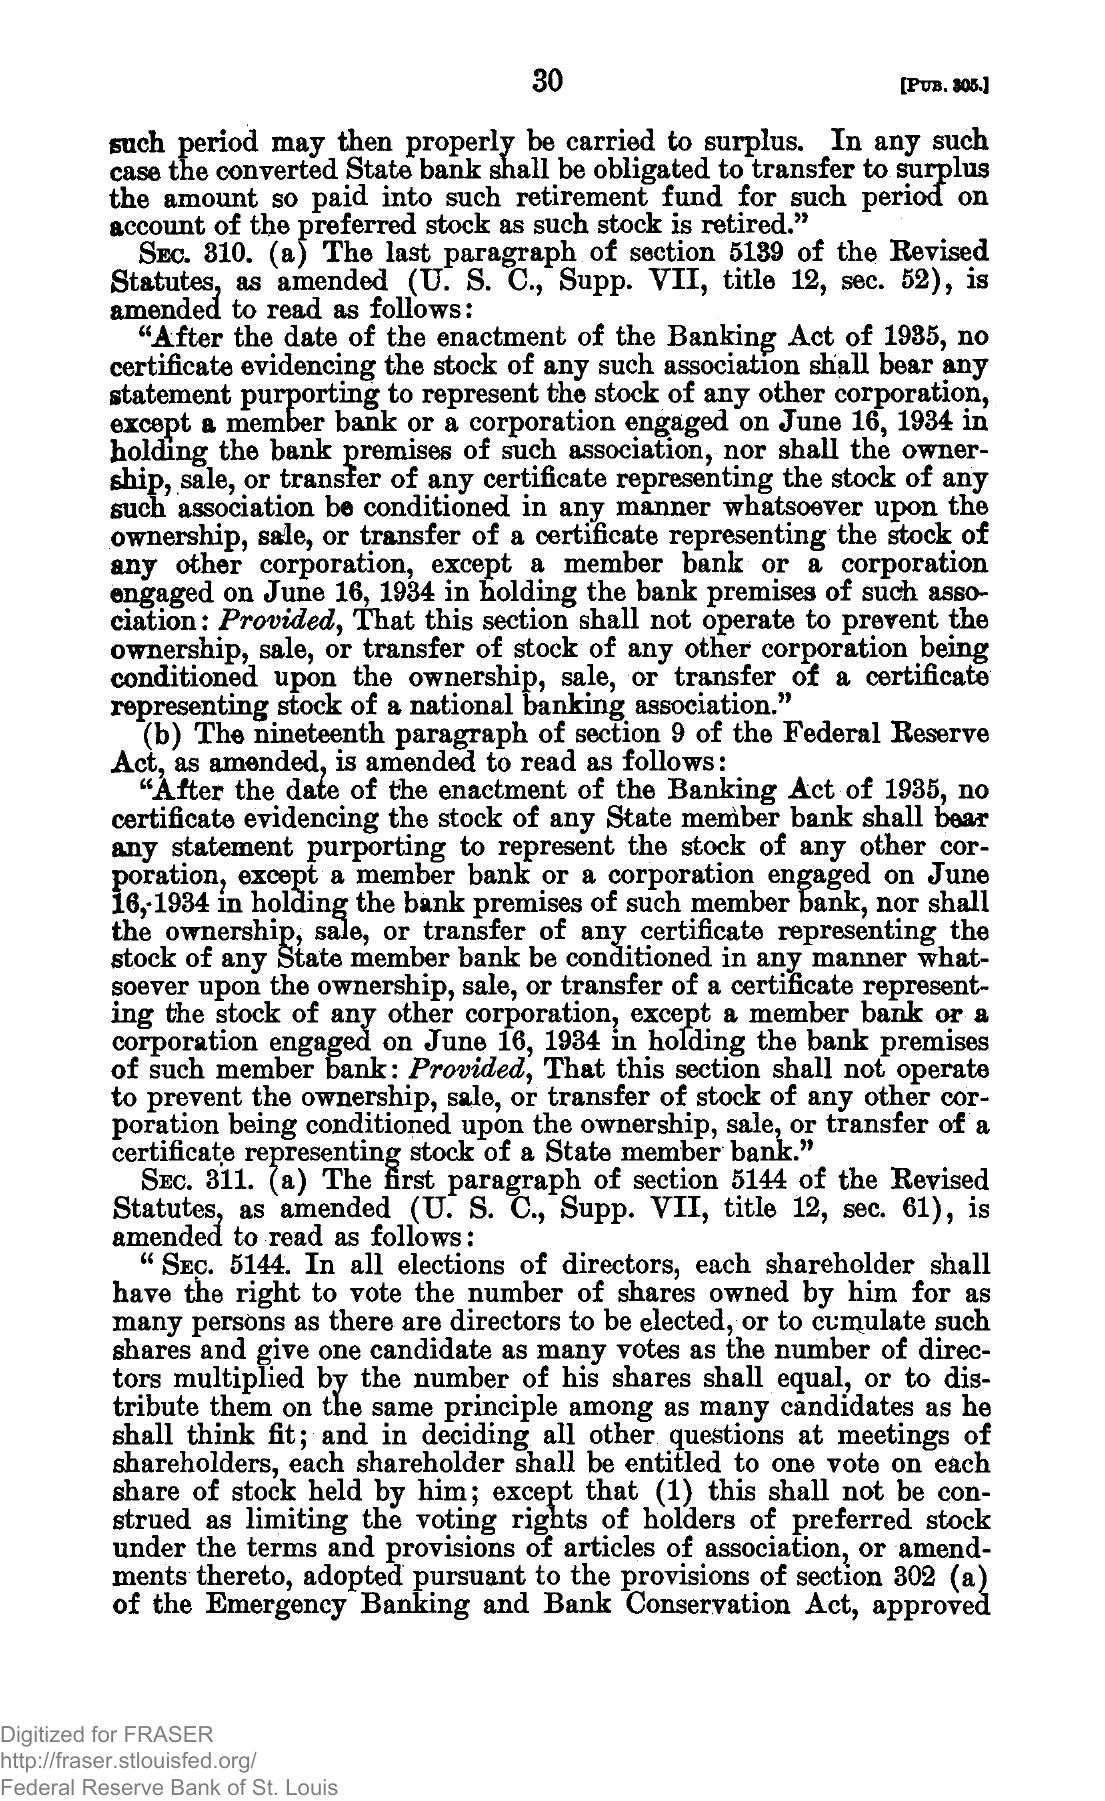 30
[PUB. 305.]
such period may then properly be carried to surplus. In any such
case the converted State bank shall be obligated to transfer to surplus
the amount so paid into such retirement fund for such period on
account of the preferred stock as such stock is retired.”
SEC. 310. (a) The last paragraph of section 5139 of the Revised
Statutes, as amended (U. S. C., Supp. VII, title 12, sec. 52), is
amended to read as follows:
“After the date of the enactment of the Banking Act of 1935, no
certificate evidencing the stock of any such association shall bear any
statement purporting to represent the stock of any other corporation,
except a member bank or a corporation engaged on June 16, 1934 in
holding the bank premises of such association, nor shall the owner-
ship, sale, or transfer of any certificate representing the stock of any
such association be conditioned in any manner whatsoever upon the
ownership, sale, or transfer of a certificate representing the stock of
any other corporation, except a member bank or a corporation
engaged on June 16, 1934 in holding the bank premises of such asso-
ciation: Provided, That this section shall not operate to prevent the
ownership, sale, or transfer of stock of any other corporation being
conditioned upon the ownership, sale, or transfer of a certificate
representing stock of a national banking association.”
(b) The nineteenth paragraph of section 9 of the Federal Reserve
Act, as amended, is amended to read as follows:
“After the date of the enactment of the Banking Act of 1935, no
certificate evidencing the stock of any State member bank shall bear
any statement purporting to represent the stock of any other cor-
poration, except a member bank or a corporation engaged on June
16, 1934 in holding the bank premises of such member bank, nor shall
the ownership, sale, or transfer of any certificate representing the
stock of any State member bank be conditioned in any manner what-
soever upon the ownership, sale, or transfer of a certificate represent-
ing the stock of any other corporation, except a member bank or a
corporation engaged on June 16, 1934 in holding the bank premises
of such member bank: Provided, That this section shall not operate
to prevent the ownership, sale, or transfer of stock of any other cor-
poration being conditioned upon the ownership, sale, or transfer of a
certificate representing stock of a State member bank.”
SEC. 311. (a) The first paragraph of section 5144 of the Revised
Statutes, as amended (U. S. C., Supp. VII, title 12, sec. 61), is
amended to read as follows:
“ SEC. 5144. In all elections of directors, each shareholder shall
have the right to vote the number of shares owned by him for as
many persons as there are directors to be elected, or to cumulate such
shares and give one candidate as many votes as the number of direc-
tors multiplied by the number of his shares shall equal, or to dis-
tribute them on the same principle among as many candidates as he
shall think fit; and in deciding all other questions at meetings of
shareholders, each shareholder shall be entitled to one vote on each
share of stock held by him; except that (1) this shall not be con-
strued as limiting the voting rights of holders of preferred stock
under the terms and provisions of articles of association, or amend-
ments thereto, adopted pursuant to the provisions of section 302 (a)
of the Emergency Banking and Bank Conservation Act, approved
Digitized for FRASER
http://fraser.stlouisfed.org/
Federal Reserve Bank of St. Louis